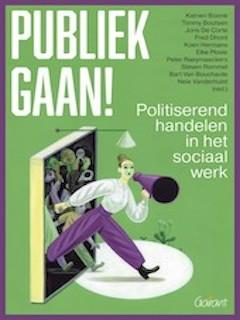 PUBLIEK
GAAN!
Katrien Boone
Tommy Boutsen
Joris De Corte
Fred Dhont
Koen Hermans
Elke Plovie
Peter Raeymaeckers
Steven Rommel
Bart Van Bouchaute
Nele Vanderhulst
(red.)
Politiserend
handelen
in het
sociaal
werk
Garant